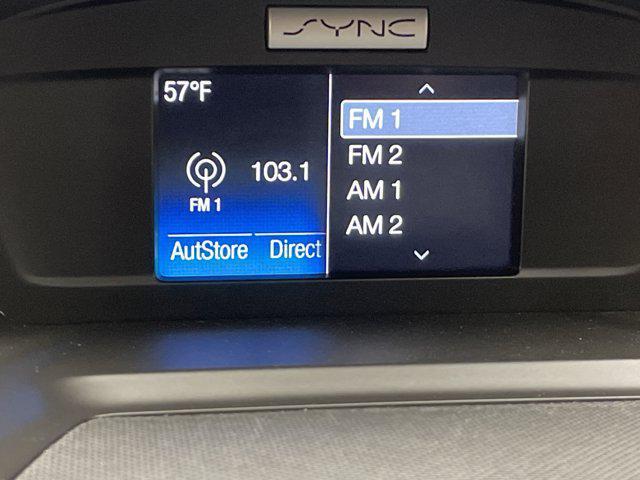 SYNC
57°F
103.1
FM 1
AutStore
Direct
FM 1
FM 2
AM 1
AM 2